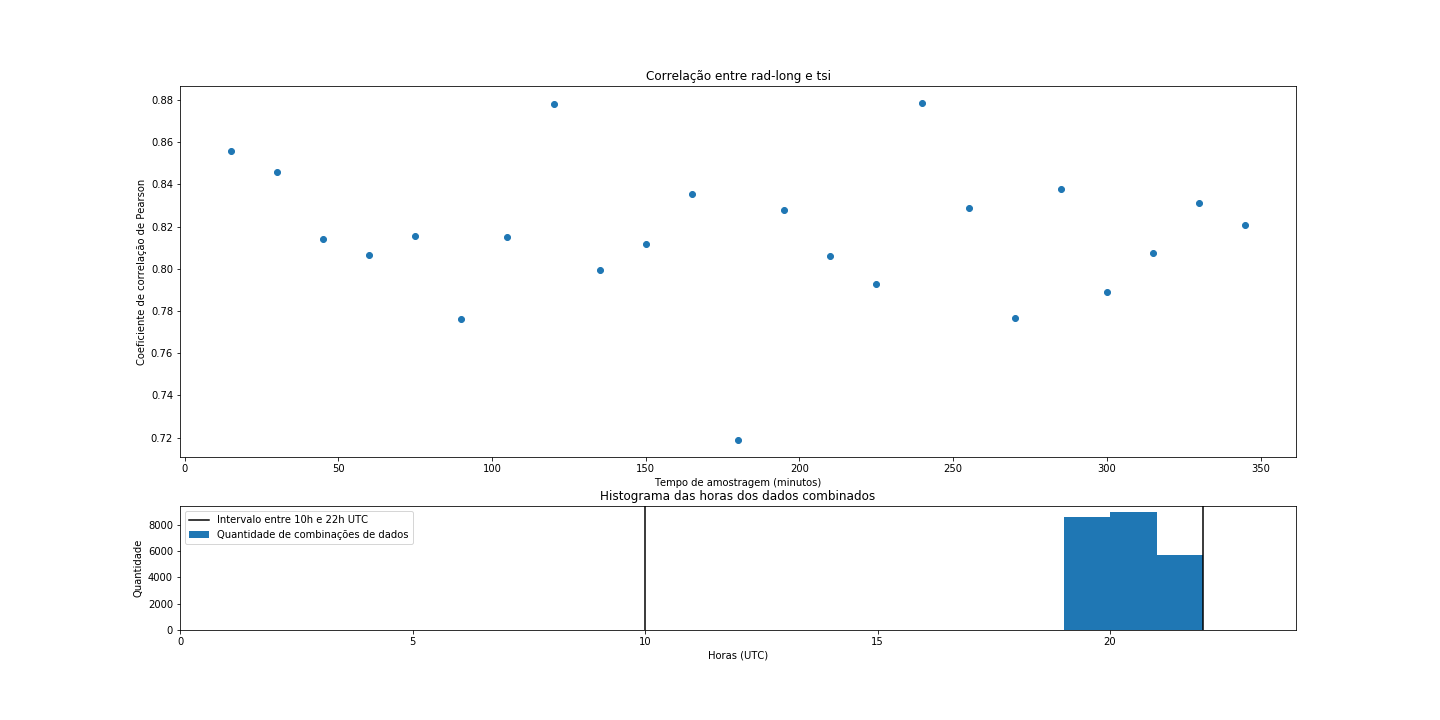 Correlação entre rad-long e tsi
Coeficiente de correlação de Pearson
0.88
0.86
0.84
0.82
0.80
0.78
0.76
0.74
0.72
0 50 100 150 200 250 300 350
Tempo de amostragem (minutos)
Histograma das horas dos dados combinados
Intervalo entre 10h e 22h UTC
Quantidade de combinações de dados
Quantidade
8000
6000
4000
2000
0
0 5 10 15 20
Horas (UTC)